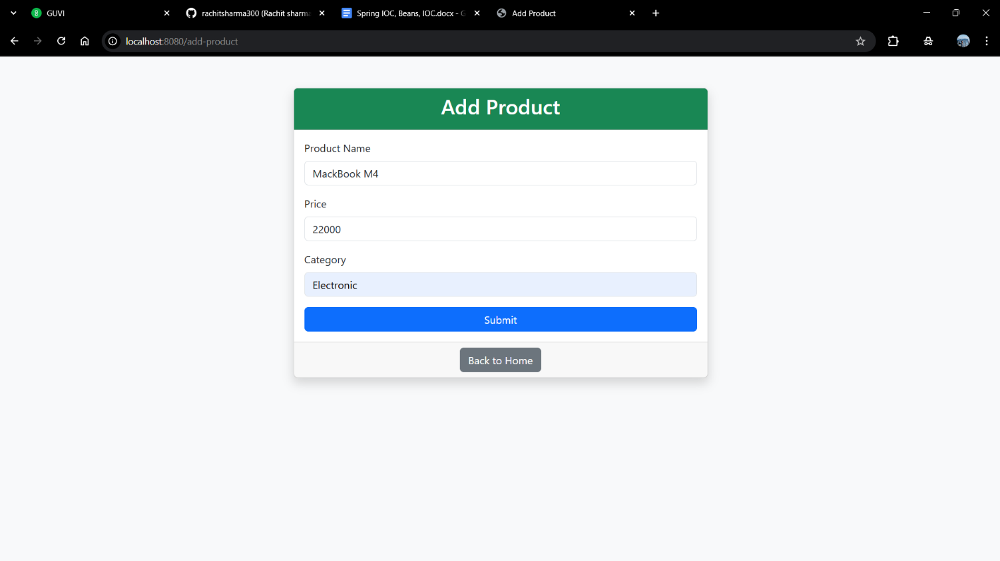 GUVI
rachitsharma300 (Rachit sharma
Spring IOC, Beans, IOC.docx - G
Add Product
localhost:8080/add-product
Add Product
Product Name
MackBook M4
Price
22000
Category
Electronic
Submit
Back to Home